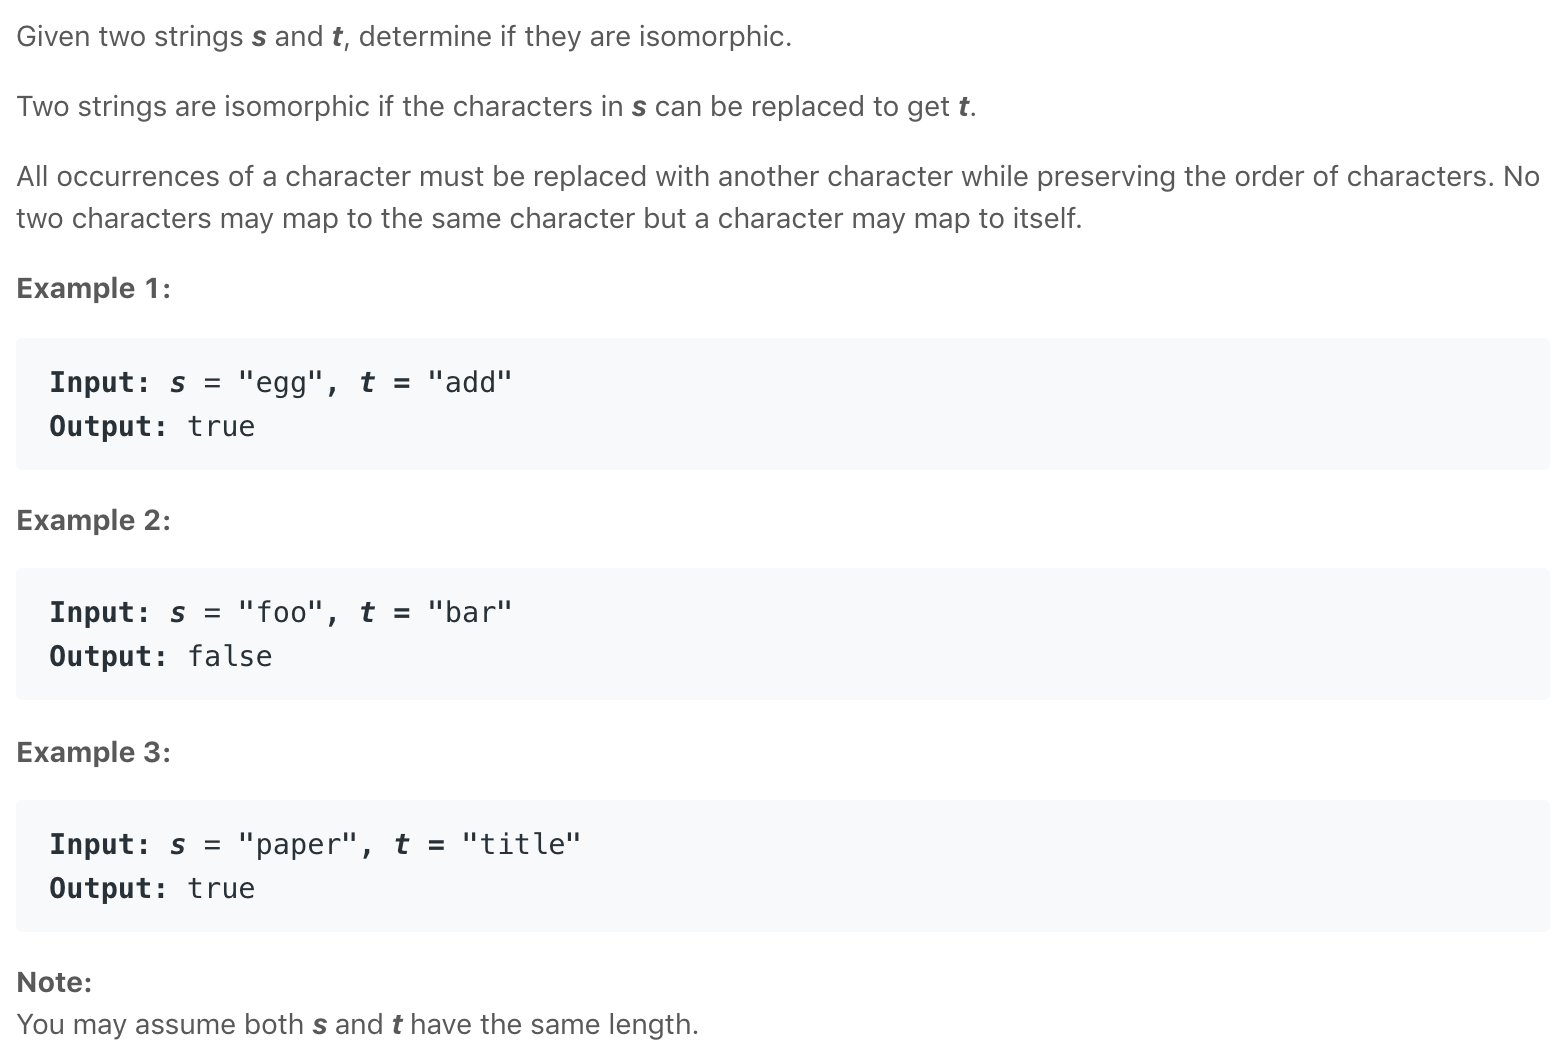 Given two strings s and t, determine if they are isomorphic.
Two strings are isomorphic if the characters in s can be replaced to get t.
All occurrences of a character must be replaced with another character while preserving the order of characters. No
two characters may map to the same character but a character may map to itself.
Example 1:
Input: s = "egg", t = "add"
Output: true
Example 2:
Input: s = "foo", t = "bar"
Output: false
Example 3:
Input: s = "paper", t = "title"
Output: true
Note:
You may assume both s and t have the same length.